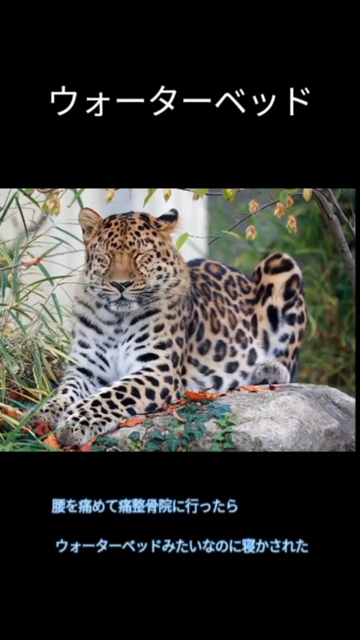 ウォーターベッド
腰を痛めて痛整骨院に行ったら
ウォーターベッドみたいなのに寝かされた